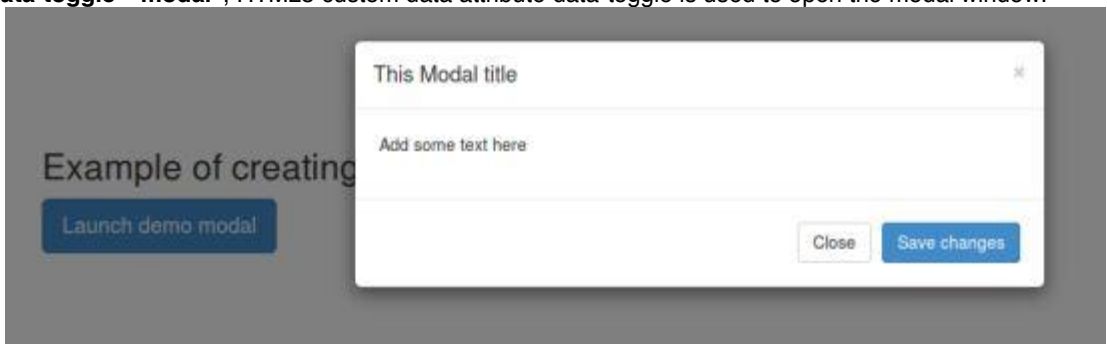 data-toggle="modal", HTML5 custom data attribute data-toggle is used to open the modal window.
This Modal title ×
Add some text here
Example of creating
Launch demo modal
Close Save changes